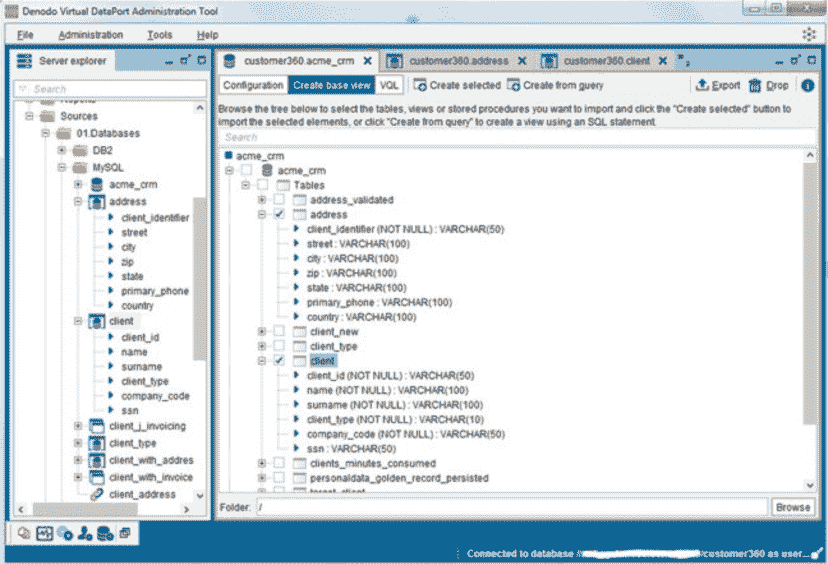 Denodo Virtual DataPort Administration Tool
File Administration Tools Help
Server explorer
Search
Sources
01.Databases
DB2
MySQL
acme_crm
address
client_identifier
street
city
zip
state
primary_phone
country
client
client_id
name
surname
client_type
company_code
ssn
client_j_invoicing
client_type
client_with_addres
client_with_invoice
client_address
customer360.acme_crm customer360.address customer360.client
Configuration Create base view VQL Create selected Create from query Export Drop
Browse the tree below to select the tables, views or stored procedures you want to import and click the "Create selected" button to
import the selected elements, or click "Create from query" to create a view using an SQL statement.
Search
acme_crm
acme_crm
Tables
address_validated
address
client_identifier (NOT NULL) : VARCHAR(50)
street : VARCHAR(100)
city : VARCHAR(100)
zip : VARCHAR(100)
state : VARCHAR(100)
primary_phone : VARCHAR(100)
country : VARCHAR(100)
client_new
client_type
client
client_id (NOT NULL) : VARCHAR(50)
name (NOT NULL) : VARCHAR(100)
surname (NOT NULL) : VARCHAR(100)
client_type (NOT NULL) : VARCHAR(10)
company_code (NOT NULL) : VARCHAR(50)
ssn : VARCHAR(50)
clients_minutes_consumed
personaldata_golden_record_persisted
Folder: / Browse
Connected to database /customer360 as user...